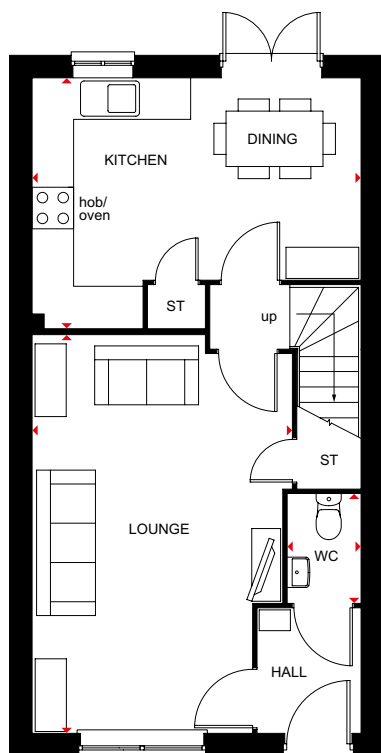 DINING
KITCHEN
hob/
oven
ST
up
ST
LOUNGE
WC
HALL